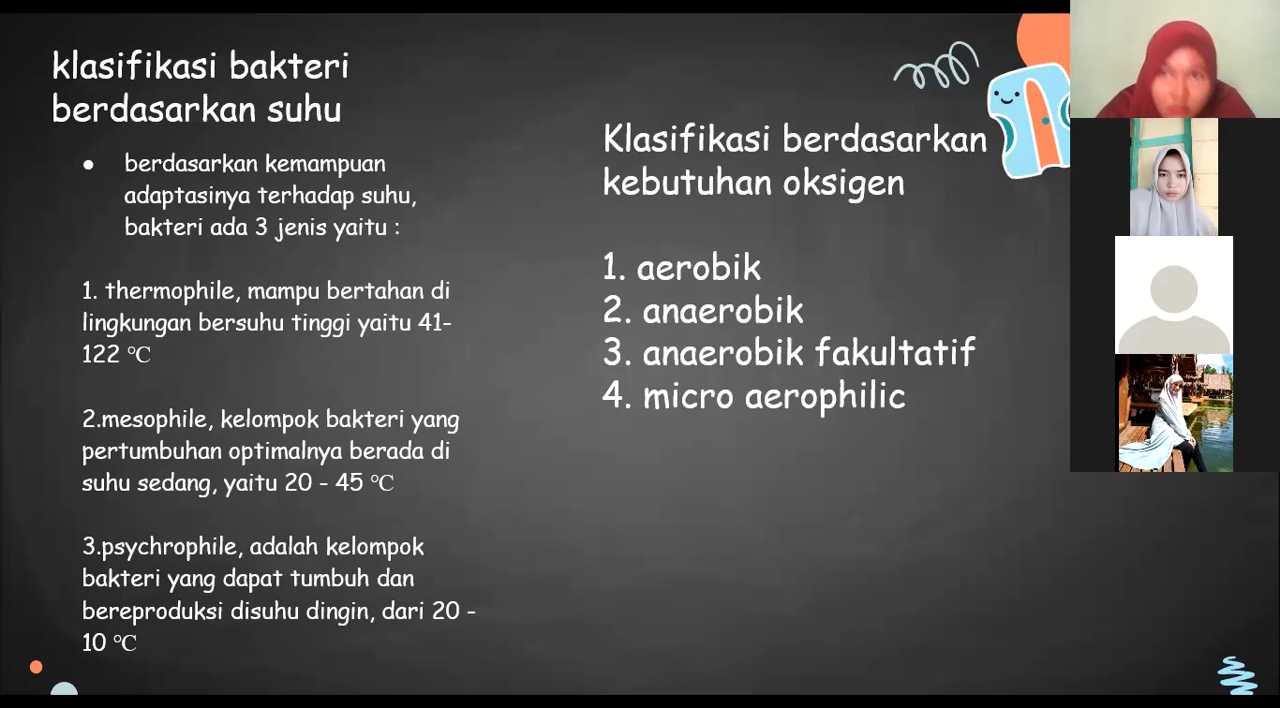 klasifikasi bakteri
berdasarkan suhu
● berdasarkan kemampuan
adaptasinya terhadap suhu,
bakteri ada 3 jenis yaitu :
1. thermophile, mampu bertahan di
lingkungan bersuhu tinggi yaitu 41-
122 °C
2.mesophile, kelompok bakteri yang
pertumbuhan optimalnya berada di
suhu sedang, yaitu 20 - 45 °C
3.psychrophile, adalah kelompok
bakteri yang dapat tumbuh dan
bereproduksi disuhu dingin, dari 20 -
10 °C
Klasifikasi berdasarkan
kebutuhan oksigen
1. aerobik
2. anaerobik
3. anaerobik fakultatif
4. micro aerophilic